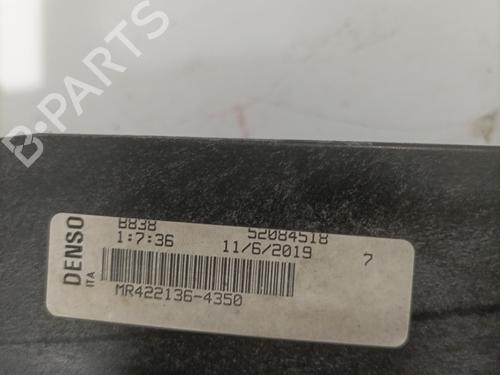 B-PARTS
DENSO
ITA
B838 52084518
1:7:36 11/6/2019 7
MR422136-4350